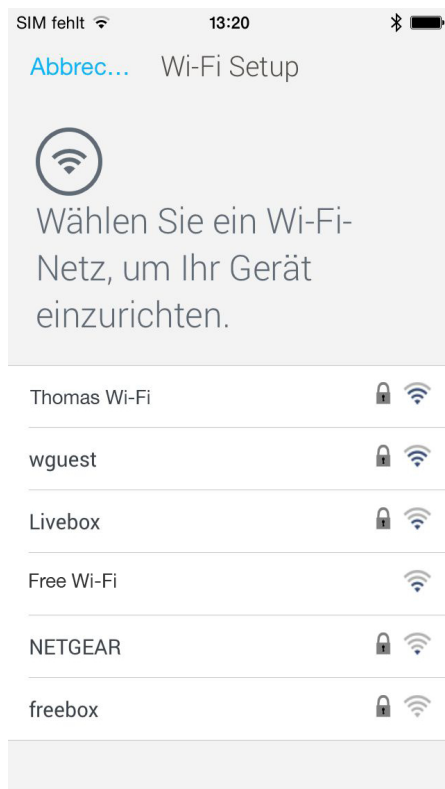 SIM fehlt 13:20
Abbrec... Wi-Fi Setup
Wählen Sie ein Wi-Fi-
Netz, um Ihr Gerät
einzurichten.
Thomas Wi-Fi
wguest
Livebox
Free Wi-Fi
NETGEAR
freebox